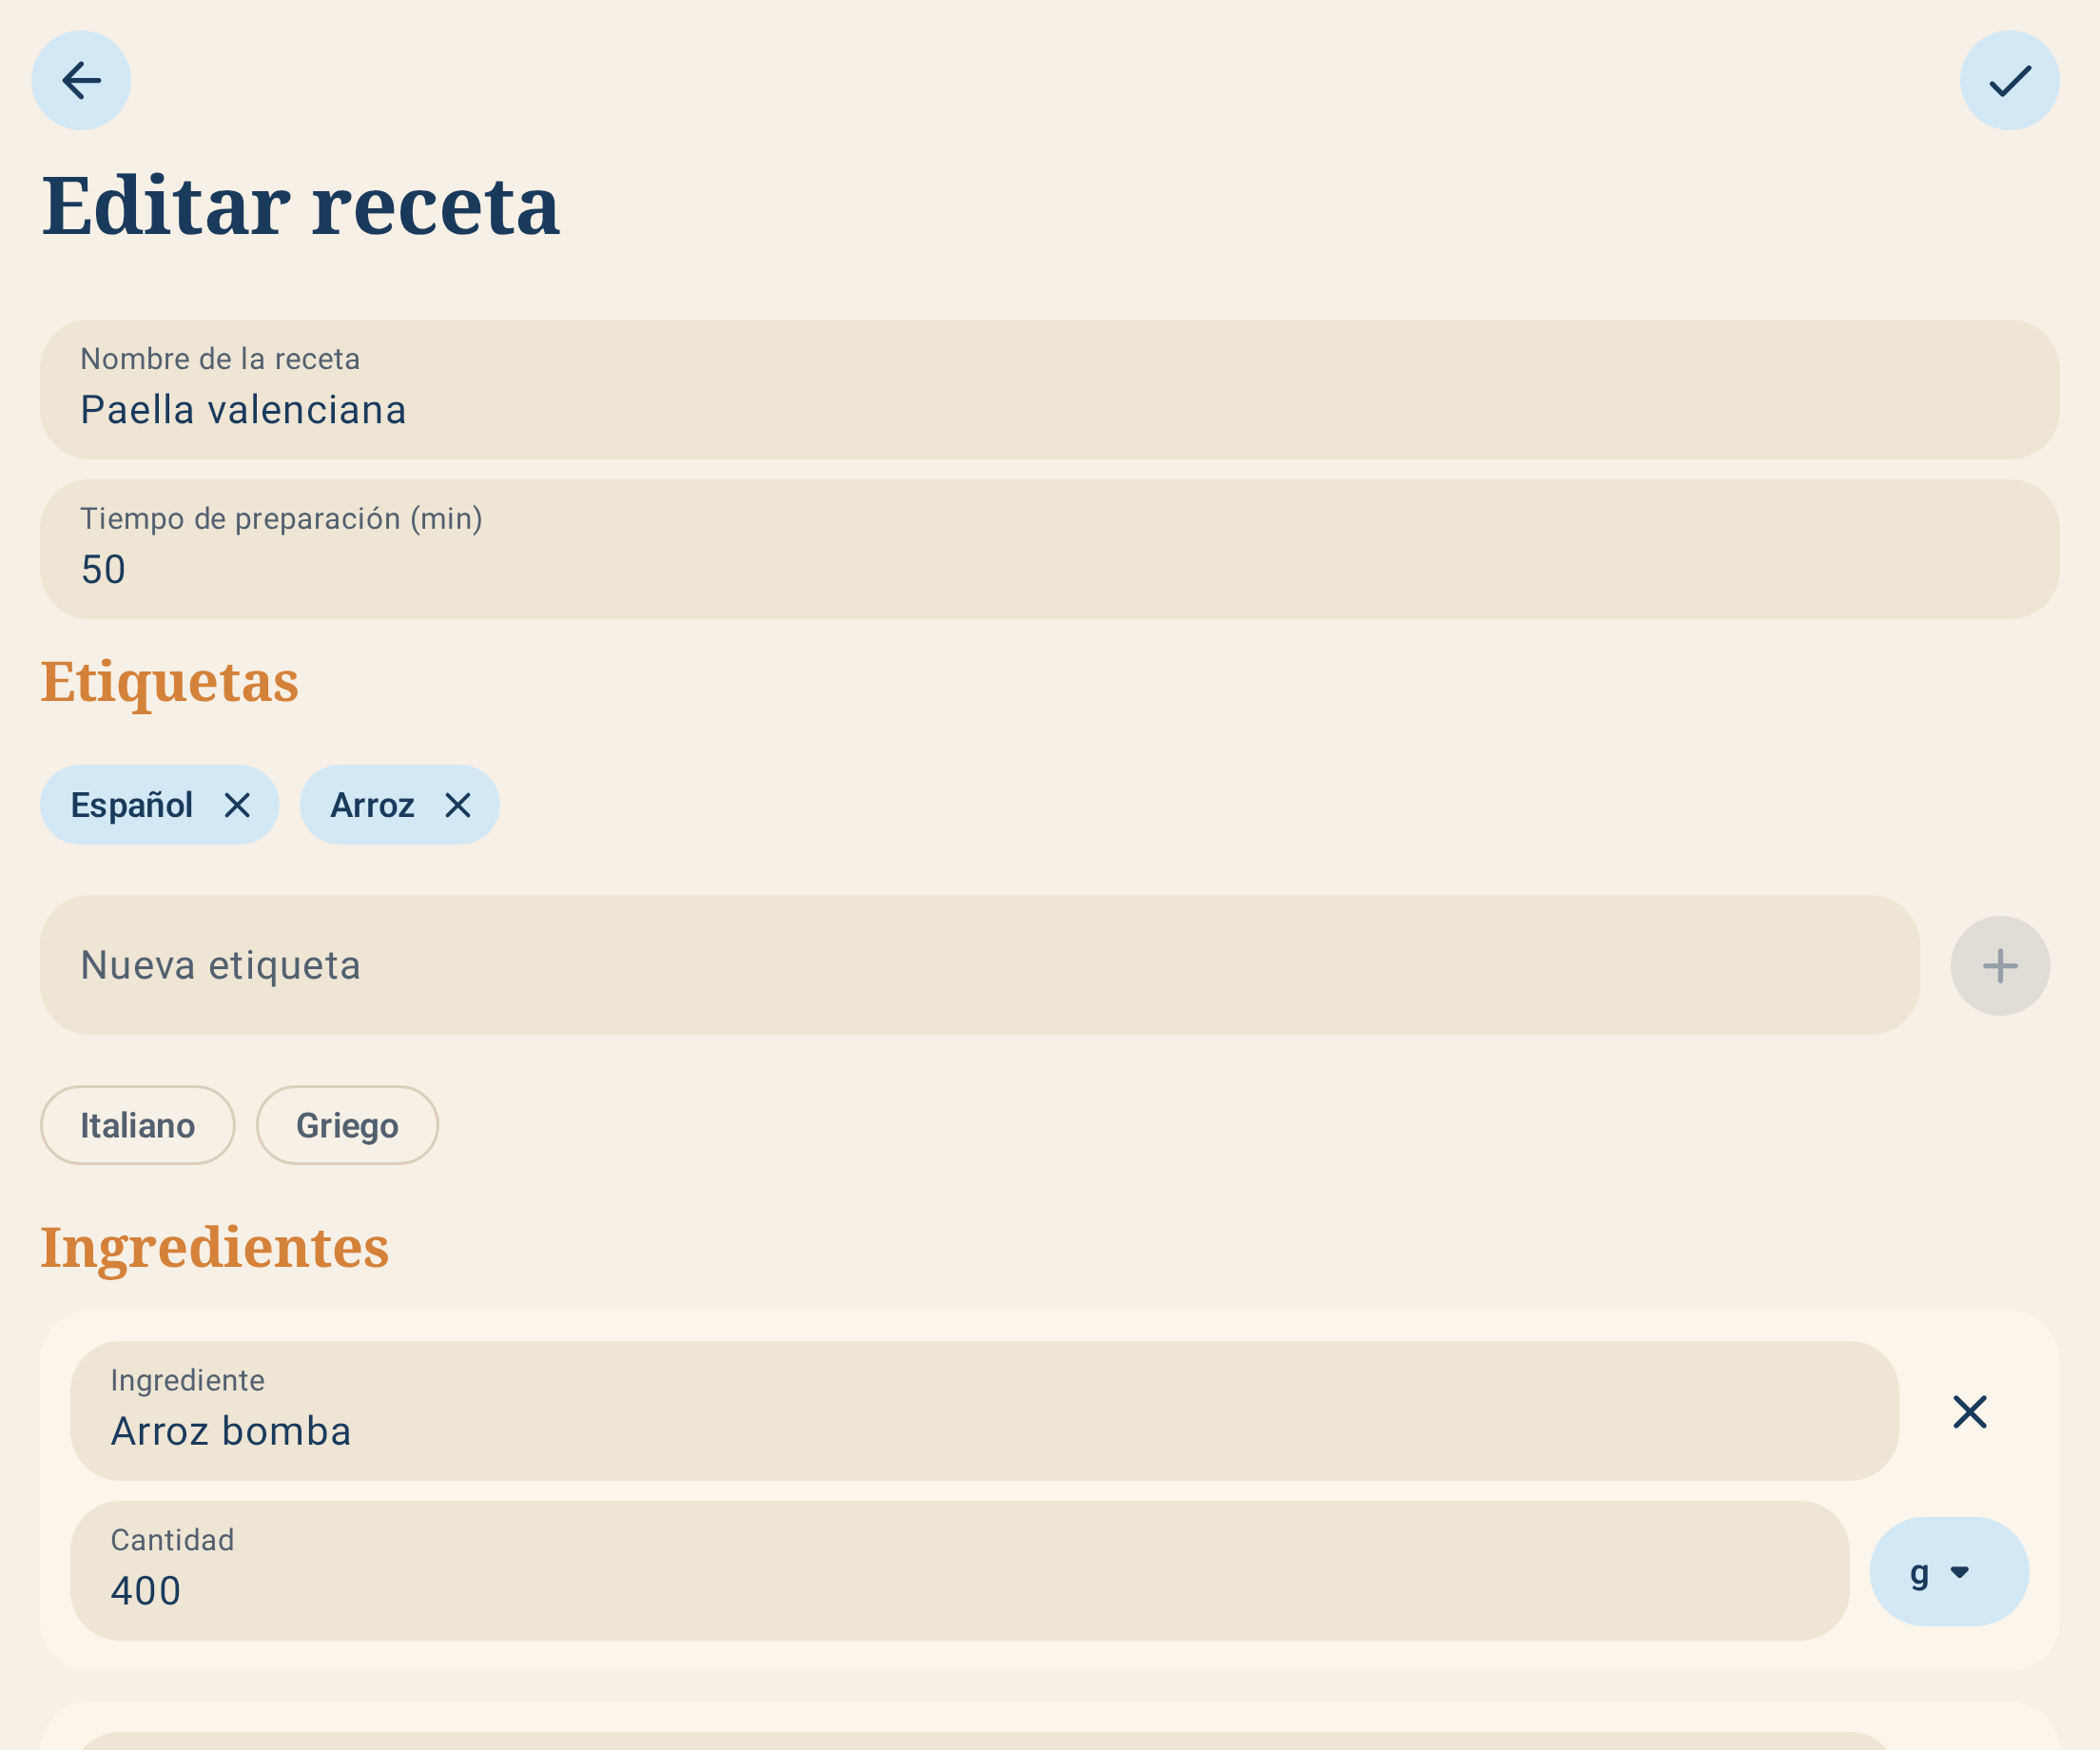 Editar receta
Nombre de la receta
Paella valenciana
Tiempo de preparación (min)
50
Etiquetas
Español Arroz
Nueva etiqueta
Italiano Griego
Ingredientes
Ingrediente
Arroz bomba
Cantidad
400
g